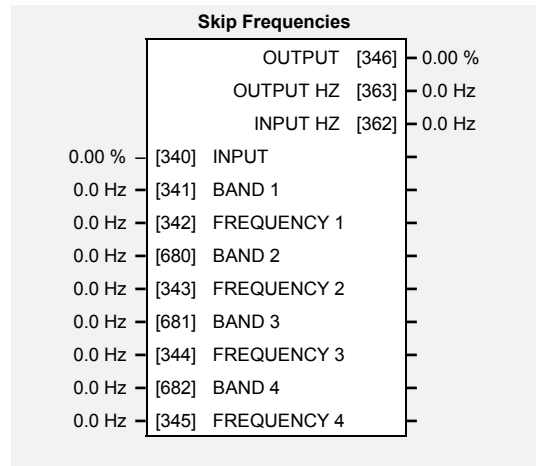 Skip Frequencies
OUTPUT [346] 0.00 %
OUTPUT HZ [363] 0.0 Hz
INPUT HZ [362] 0.0 Hz
0.00 % [340] INPUT
0.0 Hz [341] BAND 1
0.0 Hz [342] FREQUENCY 1
0.0 Hz [680] BAND 2
0.0 Hz [343] FREQUENCY 2
0.0 Hz [681] BAND 3
0.0 Hz [344] FREQUENCY 3
0.0 Hz [682] BAND 4
0.0 Hz [345] FREQUENCY 4